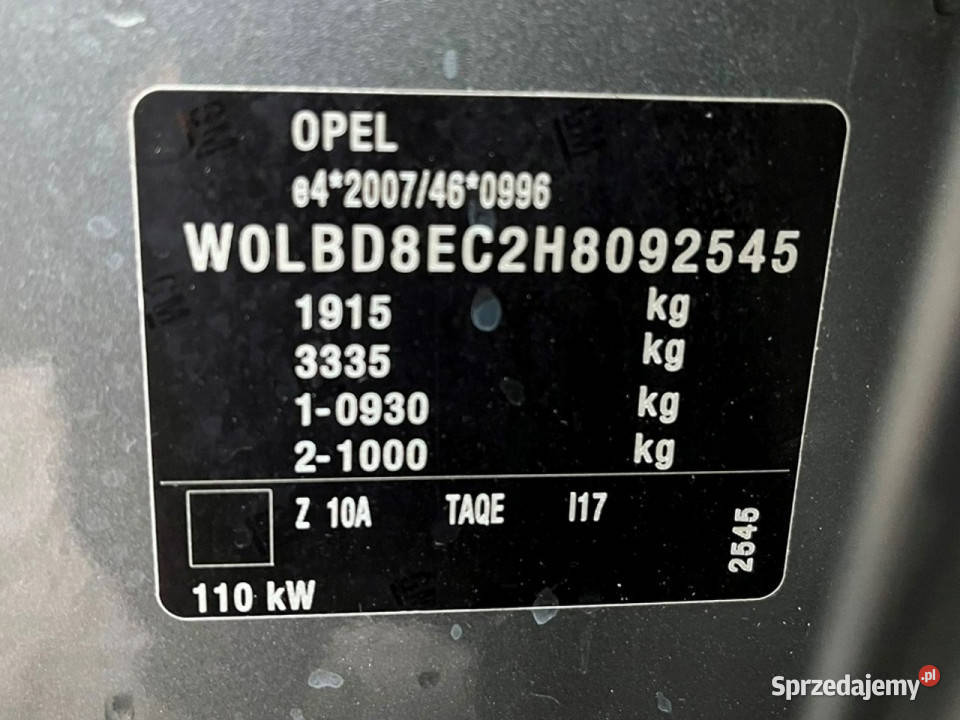 OPEL
e4*2007/46*0996
W0LBD8EC2H8092545
1915 kg
3335 kg
1-0930 kg
2-1000 kg
Z 10A TAQE I17
2545
110 kW
Sprzedajemy.pl